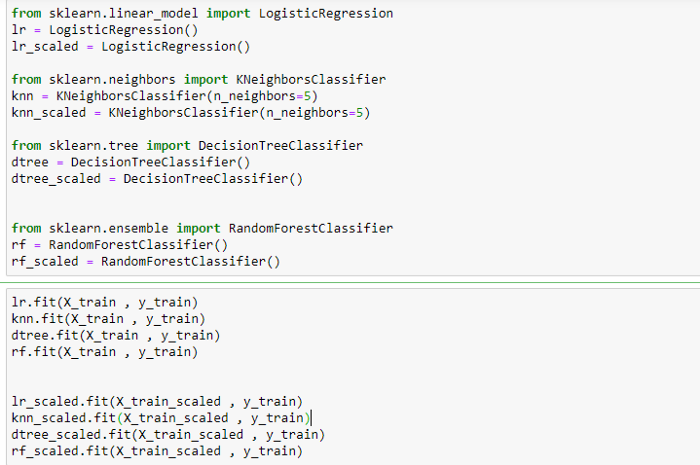 from sklearn.linear_model import LogisticRegression
lr = LogisticRegression()
lr_scaled = LogisticRegression()
from sklearn.neighbors import KNeighborsClassifier
knn = KNeighborsClassifier(n_neighbors=5)
knn_scaled = KNeighborsClassifier(n_neighbors=5)
from sklearn.tree import DecisionTreeClassifier
dtree = DecisionTreeClassifier()
dtree_scaled = DecisionTreeClassifier()
from sklearn.ensemble import RandomForestClassifier
rf = RandomForestClassifier()
rf_scaled = RandomForestClassifier()
lr.fit(X_train , y_train)
knn.fit(X_train , y_train)
dtree.fit(X_train , y_train)
rf.fit(X_train , y_train)
lr_scaled.fit(X_train_scaled , y_train)
knn_scaled.fit(X_train_scaled , y_train)
dtree_scaled.fit(X_train_scaled , y_train)
rf_scaled.fit(X_train_scaled , y_train)